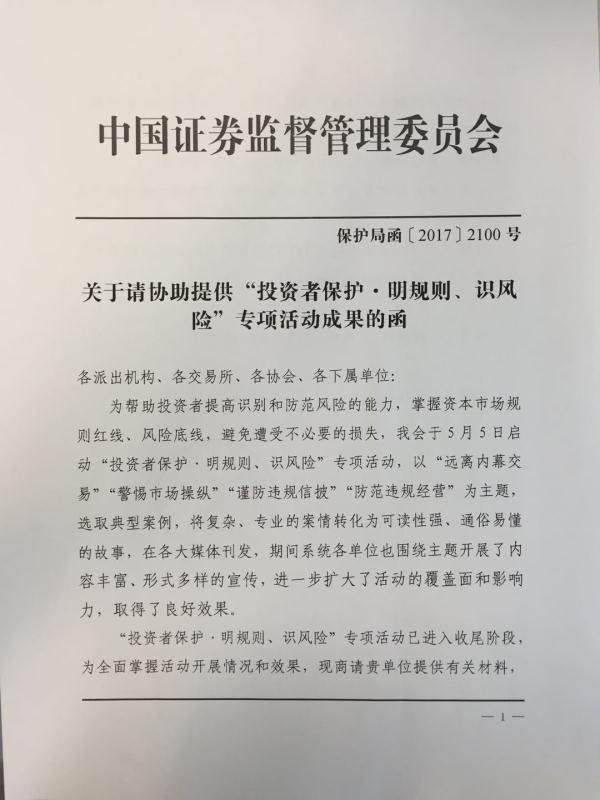 中国证券监督管理委员会
保护局函〔2017〕2100号
关于请协助提供“投资者保护·明规则、识风
险”专项活动成果的函
各派出机构、各交易所、各协会、各下属单位：
为帮助投资者提高识别和防范风险的能力，掌握资本市场规
则红线、风险底线，避免遭受不必要的损失，我会于5月5日启
动“投资者保护·明规则、识风险”专项活动，以“远离内幕交
易”“警惕市场操纵”“谨防违规信披”“防范违规经营”为主题，
选取典型案例，将复杂、专业的案情转化为可读性强、通俗易懂
的故事，在各大媒体刊发，期间系统各单位也围绕主题开展了内
容丰富、形式多样的宣传，进一步扩大了活动的覆盖面和影响
力，取得了良好效果。
“投资者保护·明规则、识风险”专项活动已进入收尾阶段，
为全面掌握活动开展情况和效果，现商请贵单位提供有关材料，
— 1 —